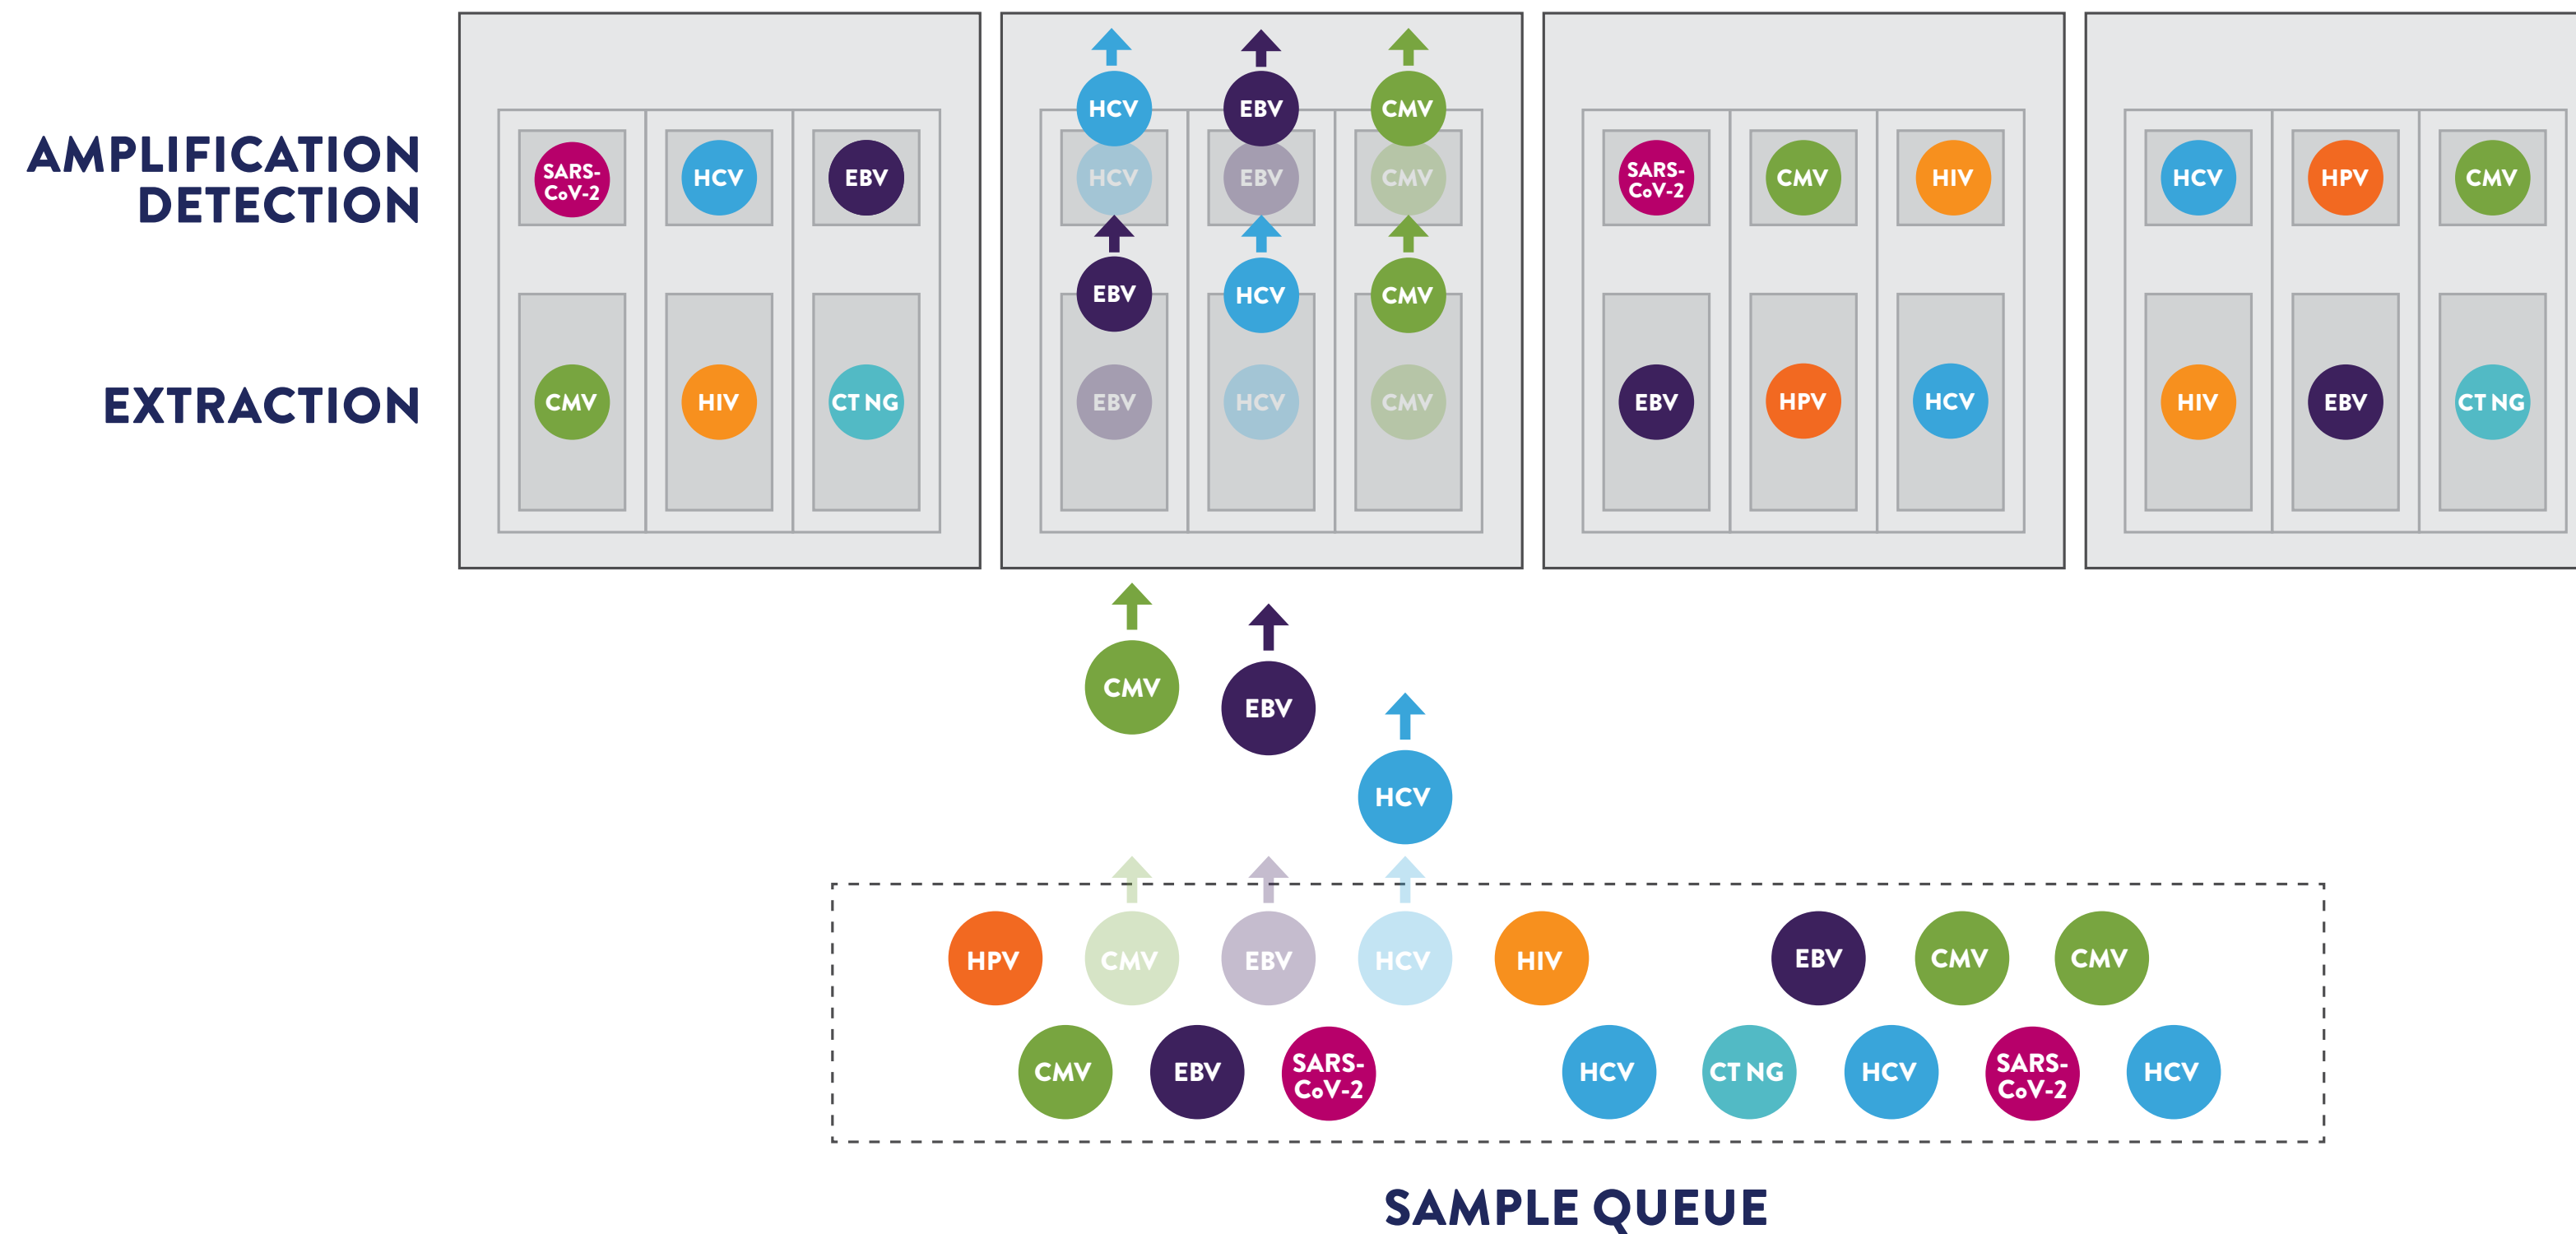 HCV EBV CMV
AMPLIFICATION
DETECTION
SARS-
CoV-2
HCV
EBV
HCV
EBV
CMV
SARS-
CoV-2
CMV
HIV
HCV
HPV
CMV
EBV
HCV
CMV
EXTRACTION
CMV
HIV
CT NG
EBV
HCV
CMV
EBV
HPV
HCV
HIV
EBV
CT NG
CMV
EBV
HCV
HPV
CMV
EBV
HCV
HIV
EBV
CMV
CMV
CMV
EBV
SARS-
CoV-2
HCV
CT NG
HCV
SARS-
CoV-2
HCV
SAMPLE QUEUE